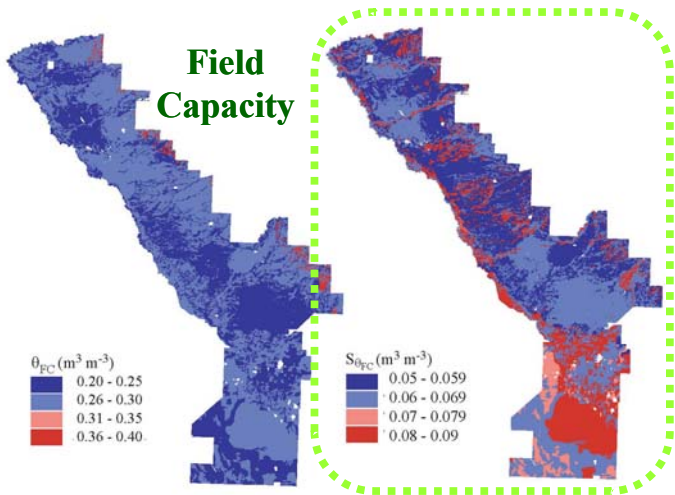 Field
Capacity
θFC (m³ m⁻³)
0.20 - 0.25
0.26 - 0.30
0.31 - 0.35
0.36 - 0.40
SθFC (m³ m⁻³)
0.05 - 0.059
0.06 - 0.069
0.07 - 0.079
0.08 - 0.09